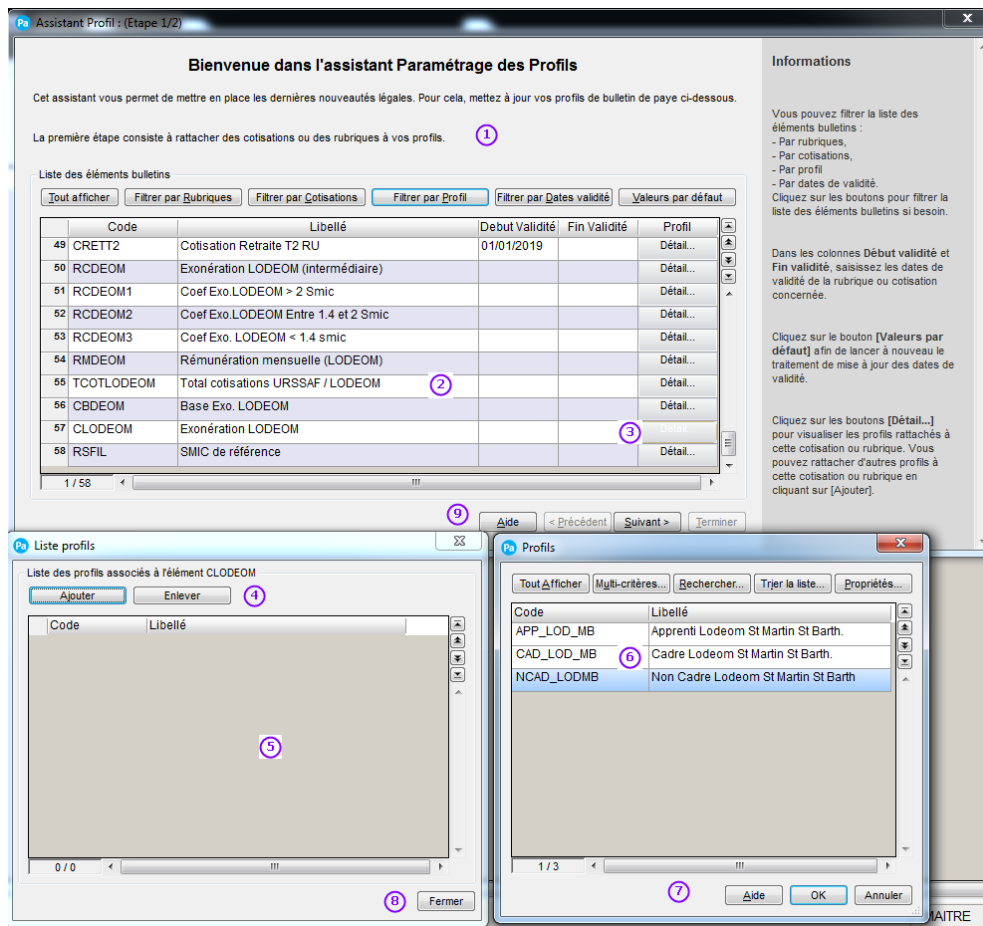 Pa Assistant Profil : (Etape 1/2)
X
Bienvenue dans l'assistant Paramétrage des Profils
Cet assistant vous permet de mettre en place les dernières nouveautés légales. Pour cela, mettez à jour vos profils de bulletin de paye ci-dessous.
La première étape consiste à rattacher des cotisations ou des rubriques à vos profils.
1
Liste des éléments bulletins
Tout afficher Filtrer par Rubriques Filtrer par Cotisations Filtrer par Profil Filtrer par Dates validité Valeurs par défaut
Code Libellé Debut Validité Fin Validité Profil
49 CRETT2 Cotisation Retraite T2 RU 01/01/2019 Détail...
50 RCDEOM Exonération LODEOM (intermédiaire) Détail...
51 RCDEOM1 Coef Exo.LODEOM > 2 Smic Détail...
52 RCDEOM2 Coef Exo.LODEOM Entre 1.4 et 2 Smic Détail...
53 RCDEOM3 Coef Exo. LODEOM < 1.4 smic Détail...
54 RMDEOM Rémunération mensuelle (LODEOM) Détail...
55 TCOTLODEOM Total cotisations URSSAF / LODEOM 2 Détail...
56 CBDEOM Base Exo. LODEOM Détail...
57 CLODEOM Exonération LODEOM 3 Détail...
58 RSFIL SMIC de référence Détail...
1 / 58
9
Aide < Précédent Suivant > Terminer
Informations
Vous pouvez filtrer la liste des
éléments bulletins :
- Par rubriques,
- Par cotisations,
- Par profil
- Par dates de validité.
Cliquez sur les boutons pour filtrer la
liste des éléments bulletins si besoin.
Dans les colonnes Début validité et
Fin validité, saisissez les dates de
validité de la rubrique ou cotisation
concernée.
Cliquez sur le bouton [Valeurs par
défaut] afin de lancer à nouveau le
traitement de mise à jour des dates de
validité.
Cliquez sur les boutons [Détail...]
pour visualiser les profils rattachés à
cette cotisation ou rubrique. Vous
pouvez rattacher d'autres profils à
cette cotisation ou rubrique en
cliquant sur [Ajouter].
Pa Liste profils
Liste des profils associés à l'élément CLODEOM
Ajouter Enlever 4
Code Libellé
5
0 / 0
8 Fermer
Pa Profils
Tout Afficher Multi-critères... Rechercher... Trier la liste... Propriétés...
Code Libellé
APP_LOD_MB Apprenti Lodeom St Martin St Barth.
CAD_LOD_MB 6 Cadre Lodeom St Martin St Barth.
NCAD_LODMB Non Cadre Lodeom St Martin St Barth
1 / 3
7
Aide OK Annuler
MAITRE